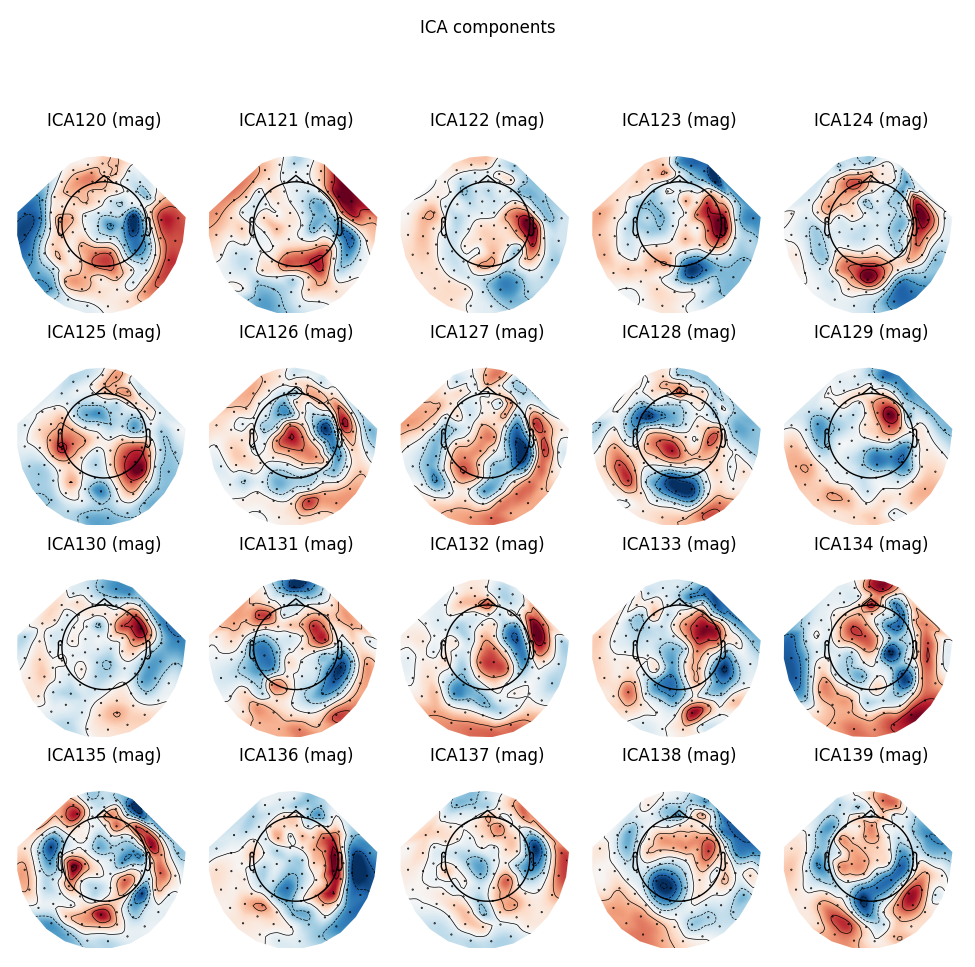 ICA components
ICA120 (mag) ICA121 (mag) ICA122 (mag) ICA123 (mag) ICA124 (mag)
ICA125 (mag) ICA126 (mag) ICA127 (mag) ICA128 (mag) ICA129 (mag)
ICA130 (mag) ICA131 (mag) ICA132 (mag) ICA133 (mag) ICA134 (mag)
ICA135 (mag) ICA136 (mag) ICA137 (mag) ICA138 (mag) ICA139 (mag)